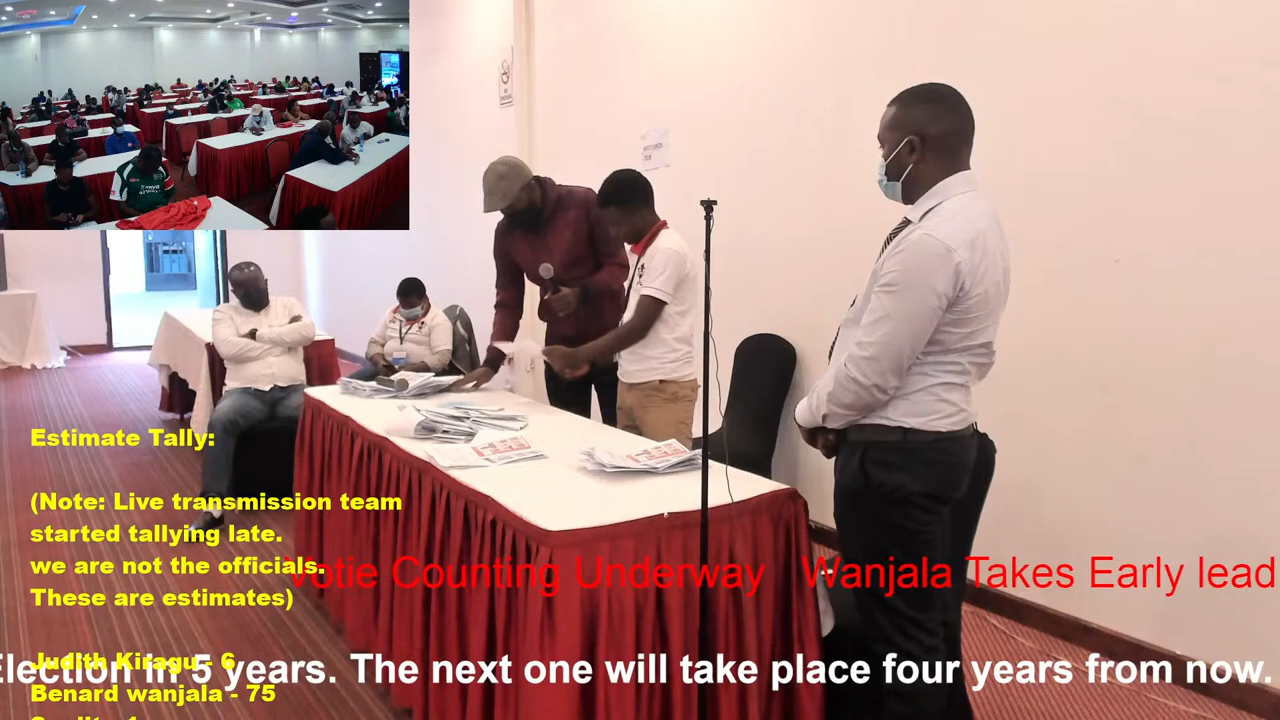 Estimate Tally:
(Note: Live transmission team
started tallying late.
we are not the officials.
These are estimates)
Votie Counting Underway Wanjala Takes Early lead
Judith Kiragu - 6
Election in 5 years. The next one will take place four years from now.
Benard wanjala - 75